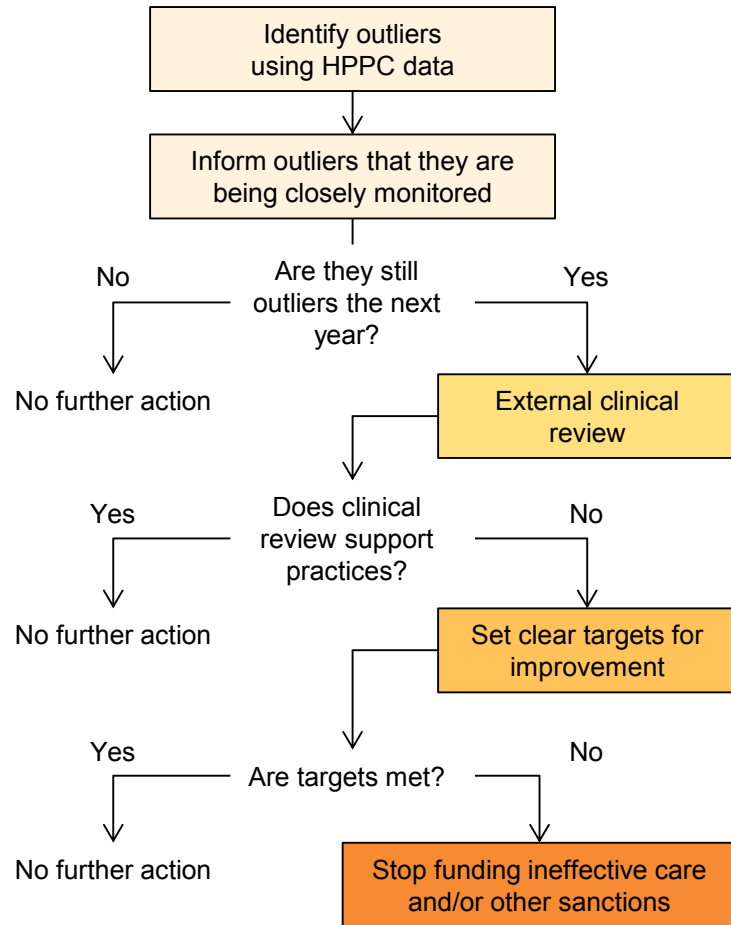 Identify outliers
using HPPC data
Inform outliers that they are
being closely monitored
No
Are they still
outliers the next
year?
Yes
No further action
External clinical
review
Yes
Does clinical
review support
practices?
No
No further action
Set clear targets for
improvement
Yes
Are targets met?
No
No further action
Stop funding ineffective care
and/or other sanctions